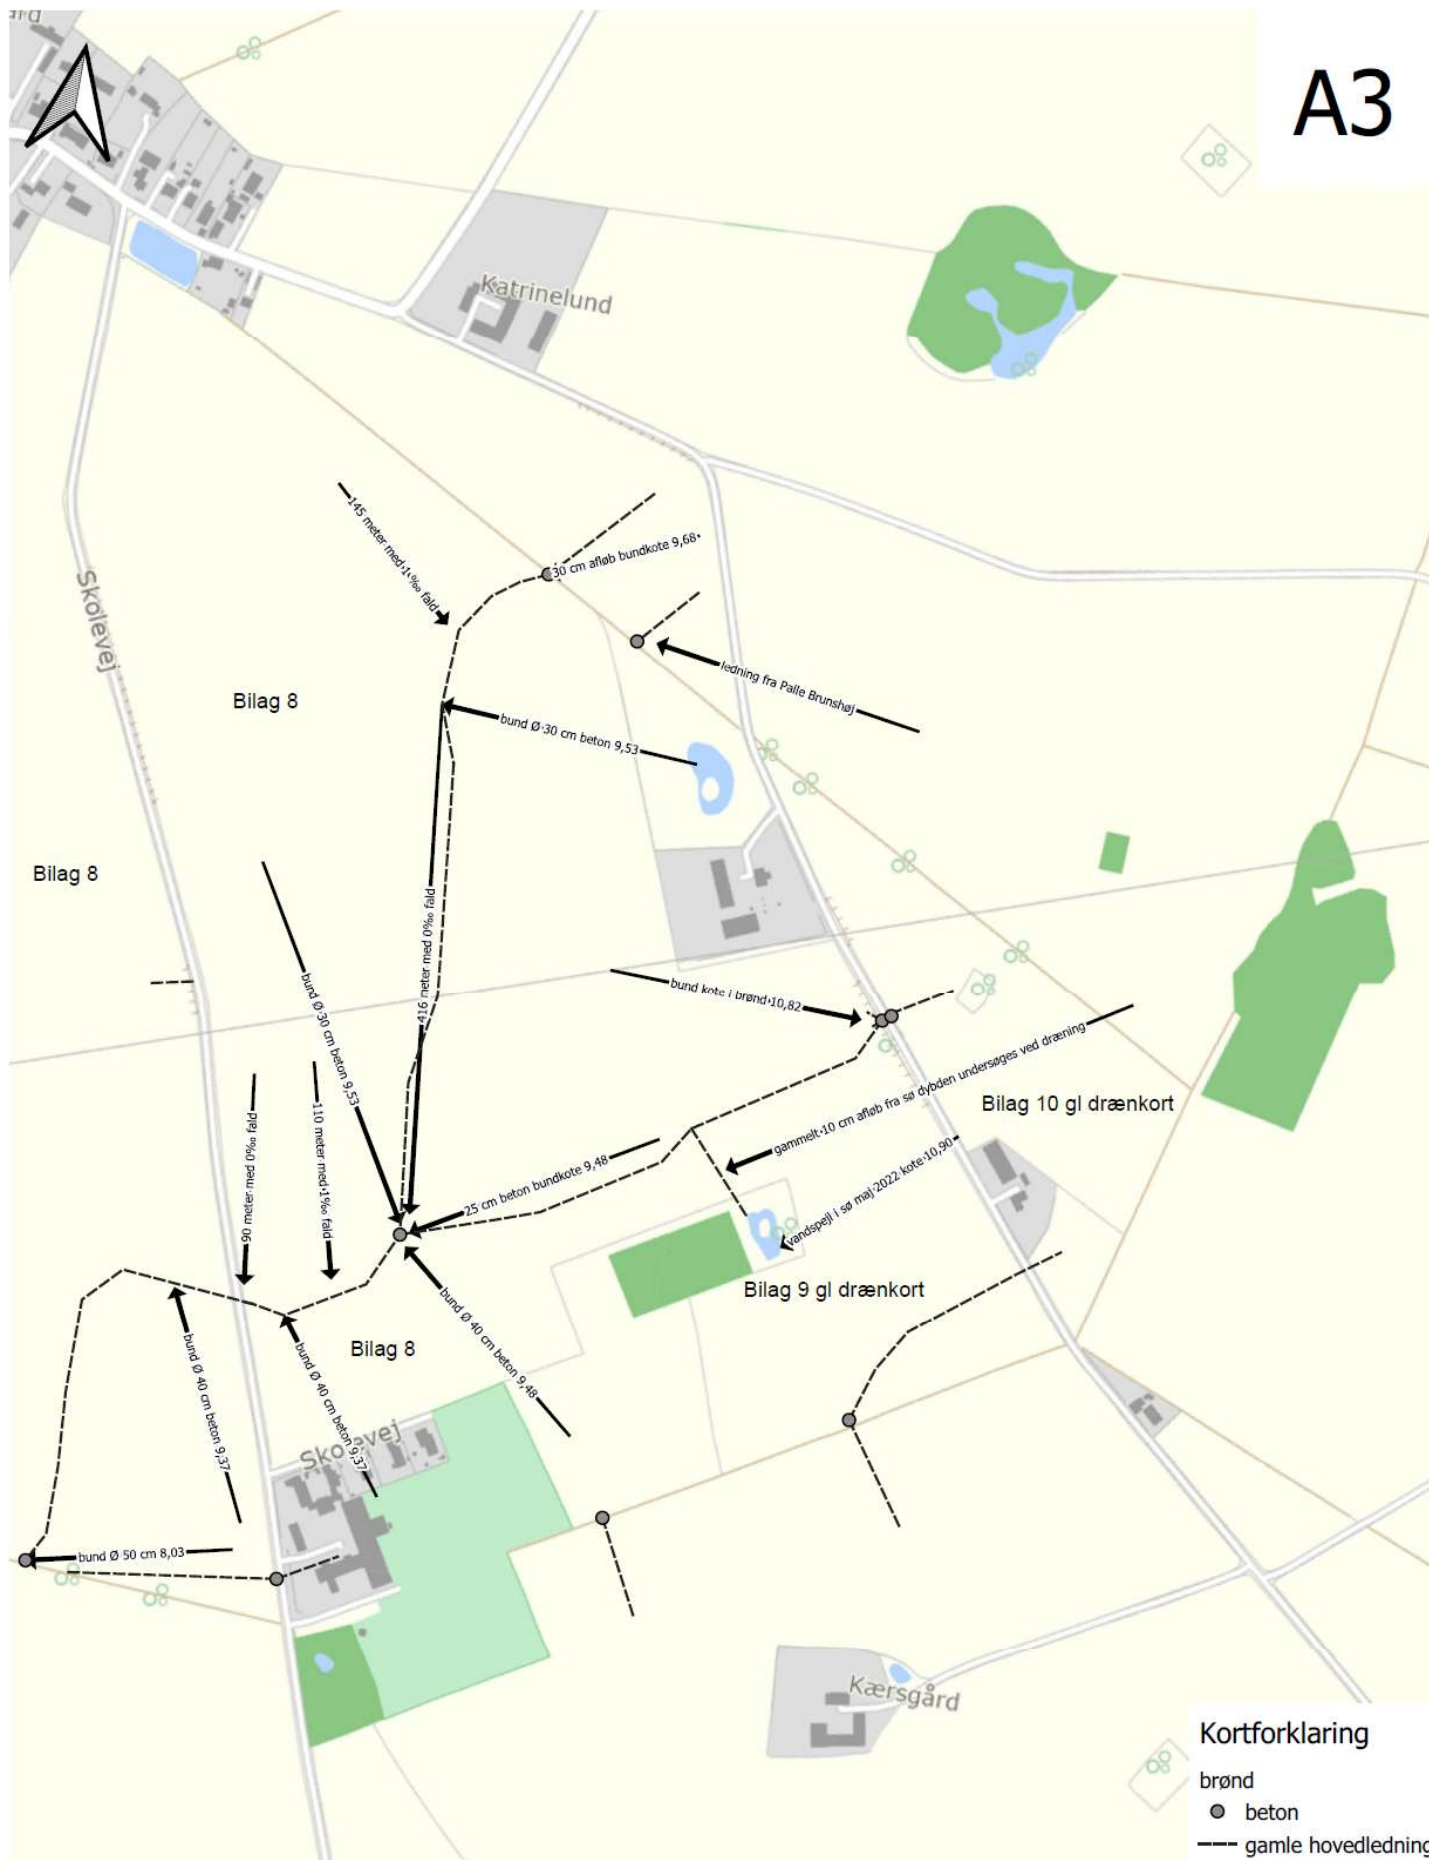 A3
Katrinelund
145 meter med 1‰ fald
30 cm afløb bundkote 9,68
Skolevej
ledning fra Palle Brunshøj
Bilag 8
bund Ø 30 cm beton 9,53
Bilag 8
416 meter med 0‰ fald
bund Ø 30 cm beton 9,53
bund kote i brønd 10,82
gammelt 10 cm afløb fra sø dybden undersøges ved dræning
Bilag 10 gl drænkort
90 meter med 0‰ fald
110 meter med 1‰ fald
25 cm beton bundkote 9,48
vandspejl i sø maj 2022 kote 10,90
Bilag 9 gl drænkort
bund Ø 40 cm beton 9,48
Bilag 8
bund Ø 40 cm beton 9,37
bund Ø 40 cm beton 9,37
Skolevej
bund Ø 50 cm 8,03
Kærsgård
Kortforklaring
brønd
beton
gamle hovedledning